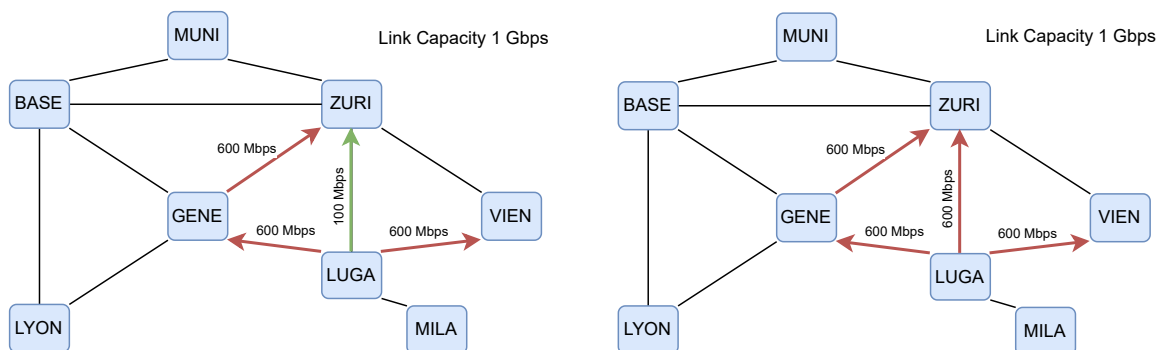 MUNI
Link Capacity 1 Gbps
BASE
ZURI
600 Mbps
100 Mbps
GENE
VIEN
600 Mbps
600 Mbps
LUGA
LYON
MILA
MUNI
Link Capacity 1 Gbps
BASE
ZURI
600 Mbps
600 Mbps
GENE
VIEN
600 Mbps
600 Mbps
LUGA
LYON
MILA